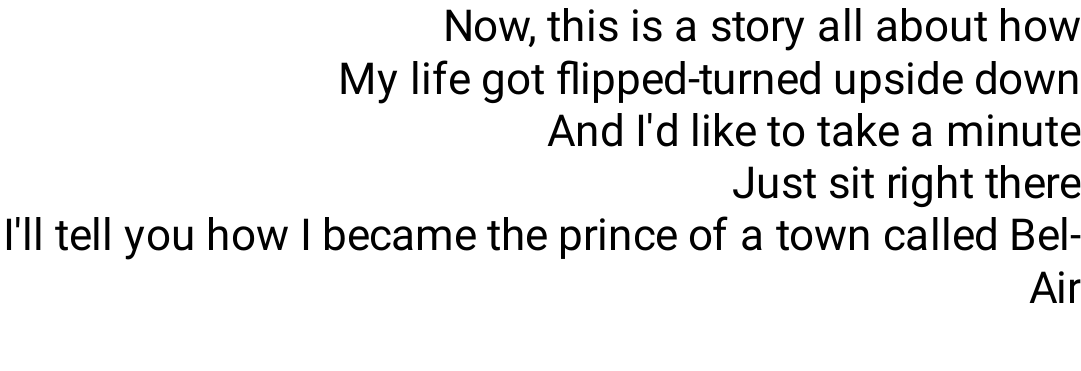 Now, this is a story all about how
My life got flipped-turned upside down
And I'd like to take a minute
Just sit right there
I'll tell you how I became the prince of a town called Bel-
Air